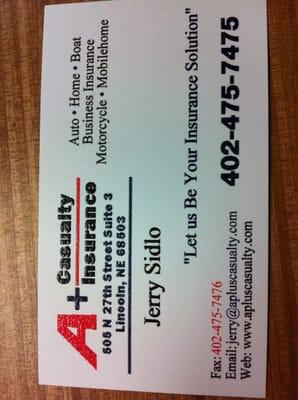 A+ Casualty
Insurance
505 N 27th Street Suite 3
Lincoln, NE 68503
Auto • Home • Boat
Business Insurance
Motorcycle • Mobilehome
Jerry Sidlo
"Let us Be Your Insurance Solution"
Fax: 402-475-7476
Email: jerry@apluscasualty.com
Web: www.apluscasualty.com
402-475-7475